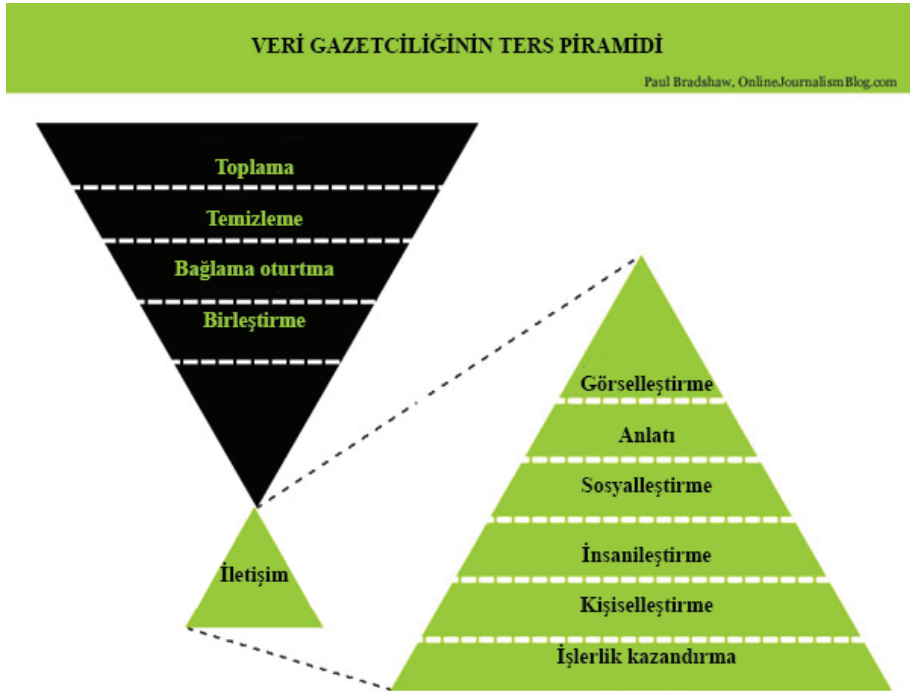 VERİ GAZETCİLİĞİNİN TERS PİRAMİDİ
Paul Bradshaw, OnlineJournalismBlog.com
Toplama
Temizleme
Bağlama oturtma
Birleştirme
İletişim
Görselleştirme
Anlatı
Sosyalleştirme
İnsanileştirme
Kişiselleştirme
İşlerlik kazandırma